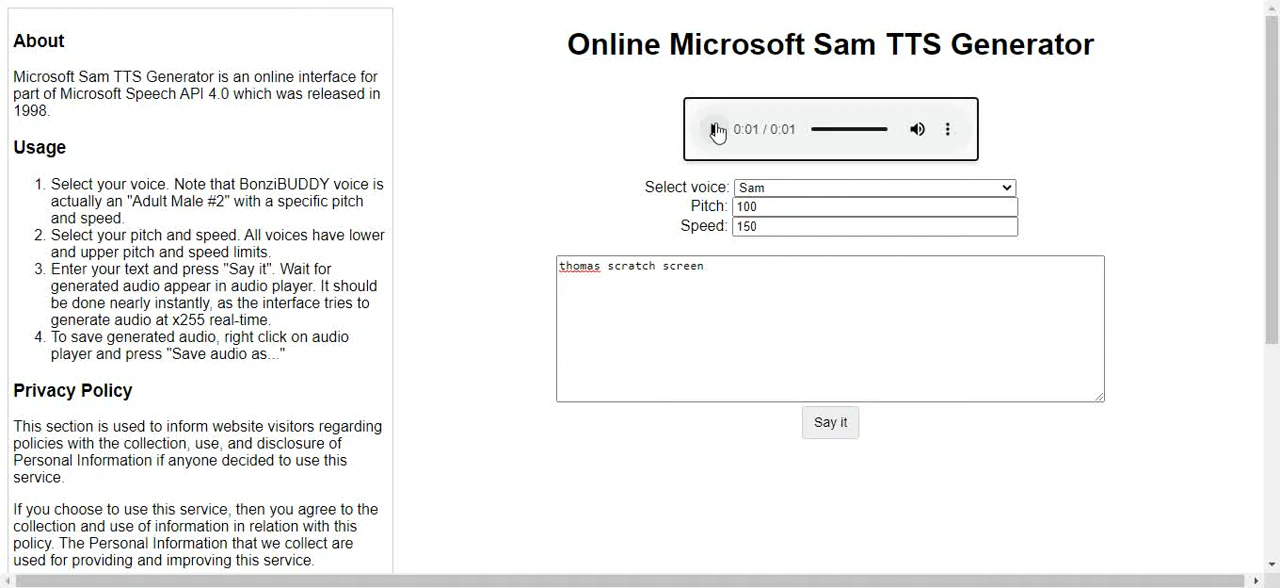 About
Microsoft Sam TTS Generator is an online interface for
part of Microsoft Speech API 4.0 which was released in
1998.
Usage
1. Select your voice. Note that BonziBUDDY voice is
actually an "Adult Male #2" with a specific pitch
and speed.
2. Select your pitch and speed. All voices have lower
and upper pitch and speed limits.
3. Enter your text and press "Say it". Wait for
generated audio appear in audio player. It should
be done nearly instantly, as the interface tries to
generate audio at x255 real-time.
4. To save generated audio, right click on audio
player and press "Save audio as..."
Privacy Policy
This section is used to inform website visitors regarding
policies with the collection, use, and disclosure of
Personal Information if anyone decided to use this
service.
If you choose to use this service, then you agree to the
collection and use of information in relation with this
policy. The Personal Information that we collect are
used for providing and improving this service.
Online Microsoft Sam TTS Generator
0:01 / 0:01
Select voice: Sam
Pitch: 100
Speed: 150
thomas scratch screen
Say it